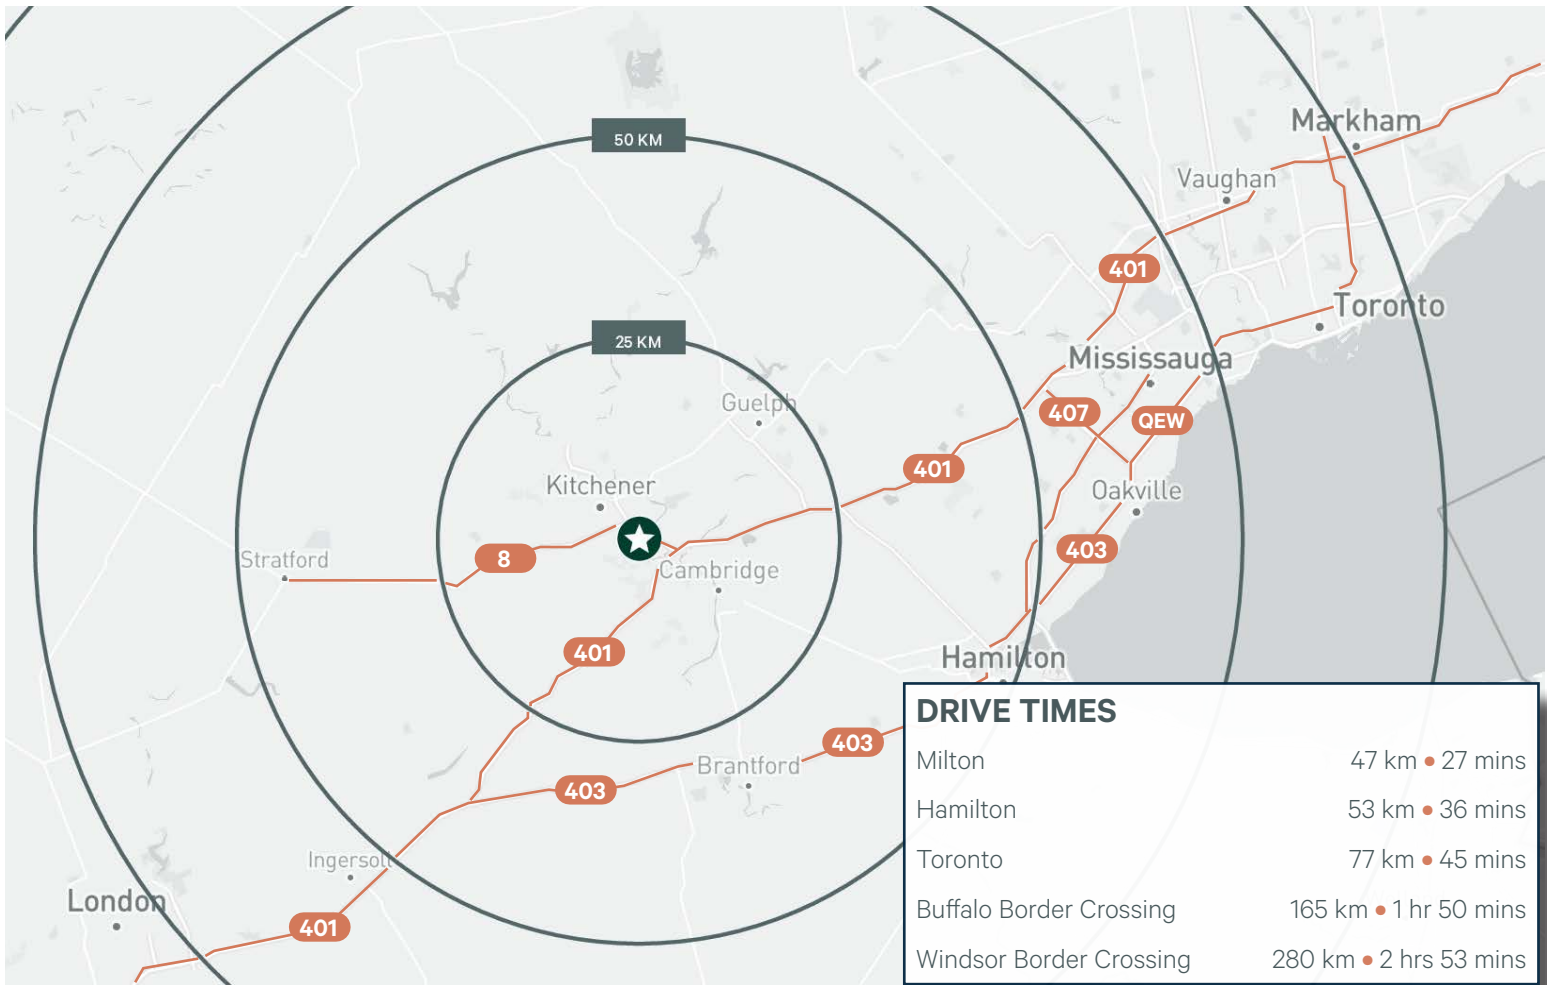 Markham
50 KM
Vaughan
401
Toronto
25 KM
Mississauga
Guelph
407
QEW
401
Kitchener
Oakville
Stratford
8
Cambridge
403
401
Hamilton
403
Brantford
403
Ingersoll
London
401
DRIVE TIMES
Milton 47 km • 27 mins
Hamilton 53 km • 36 mins
Toronto 77 km • 45 mins
Buffalo Border Crossing 165 km • 1 hr 50 mins
Windsor Border Crossing 280 km • 2 hrs 53 mins